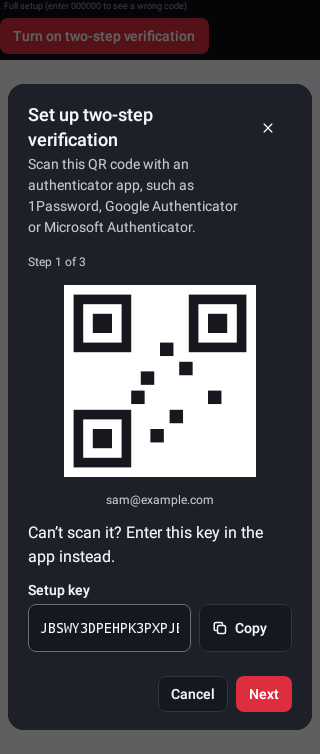 Full setup (enter 000000 to see a wrong code)
Turn on two-step verification
Set up two-step
verification
Scan this QR code with an
authenticator app, such as
1Password, Google Authenticator
or Microsoft Authenticator.
Step 1 of 3
sam@example.com
Can’t scan it? Enter this key in the
app instead.
Setup key
JBSWY3DPEHPK3PXPJ
Copy
Cancel
Next